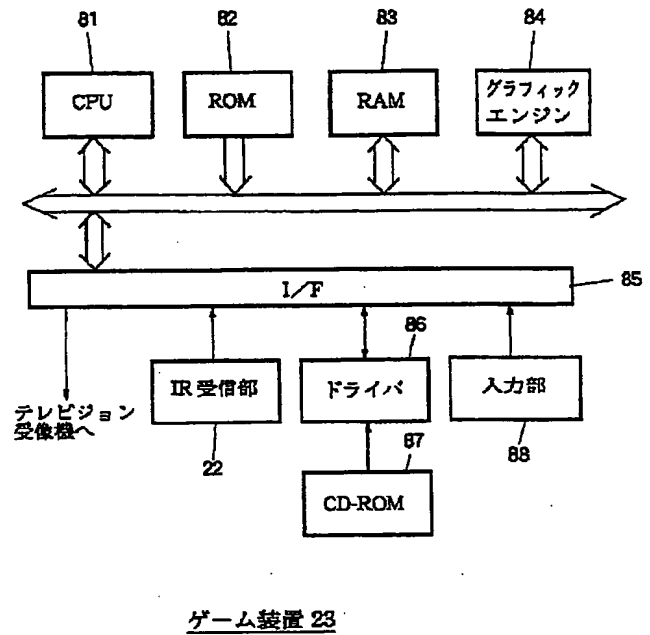 81
82
83
84
CPU
ROM
RAM
グラフィック
エンジン
I/F
85
86
IR 受信部
ドライバ
入力部
テレビジョン
受像機へ
22
87
88
CD-ROM
ゲーム装置 23